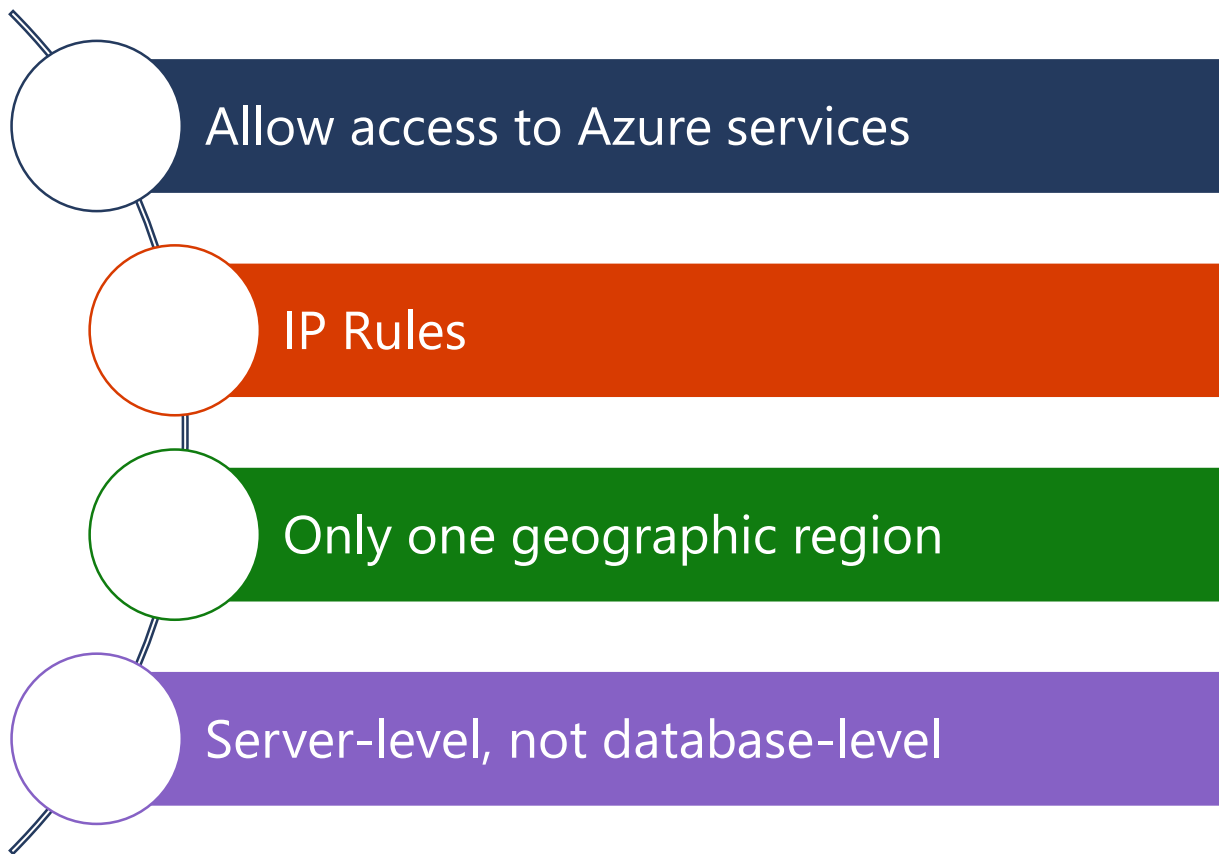 Allow access to Azure services
IP Rules
Only one geographic region
Server-level, not database-level